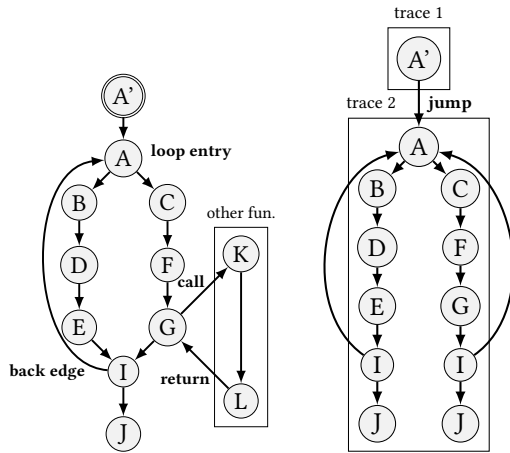 trace 1
A'
A'
trace 2
jump
A
loop entry
A
B
C
B
C
other fun.
D
F
K
D
F
call
E
G
E
G
back edge
I
return
L
I
I
J
J
J